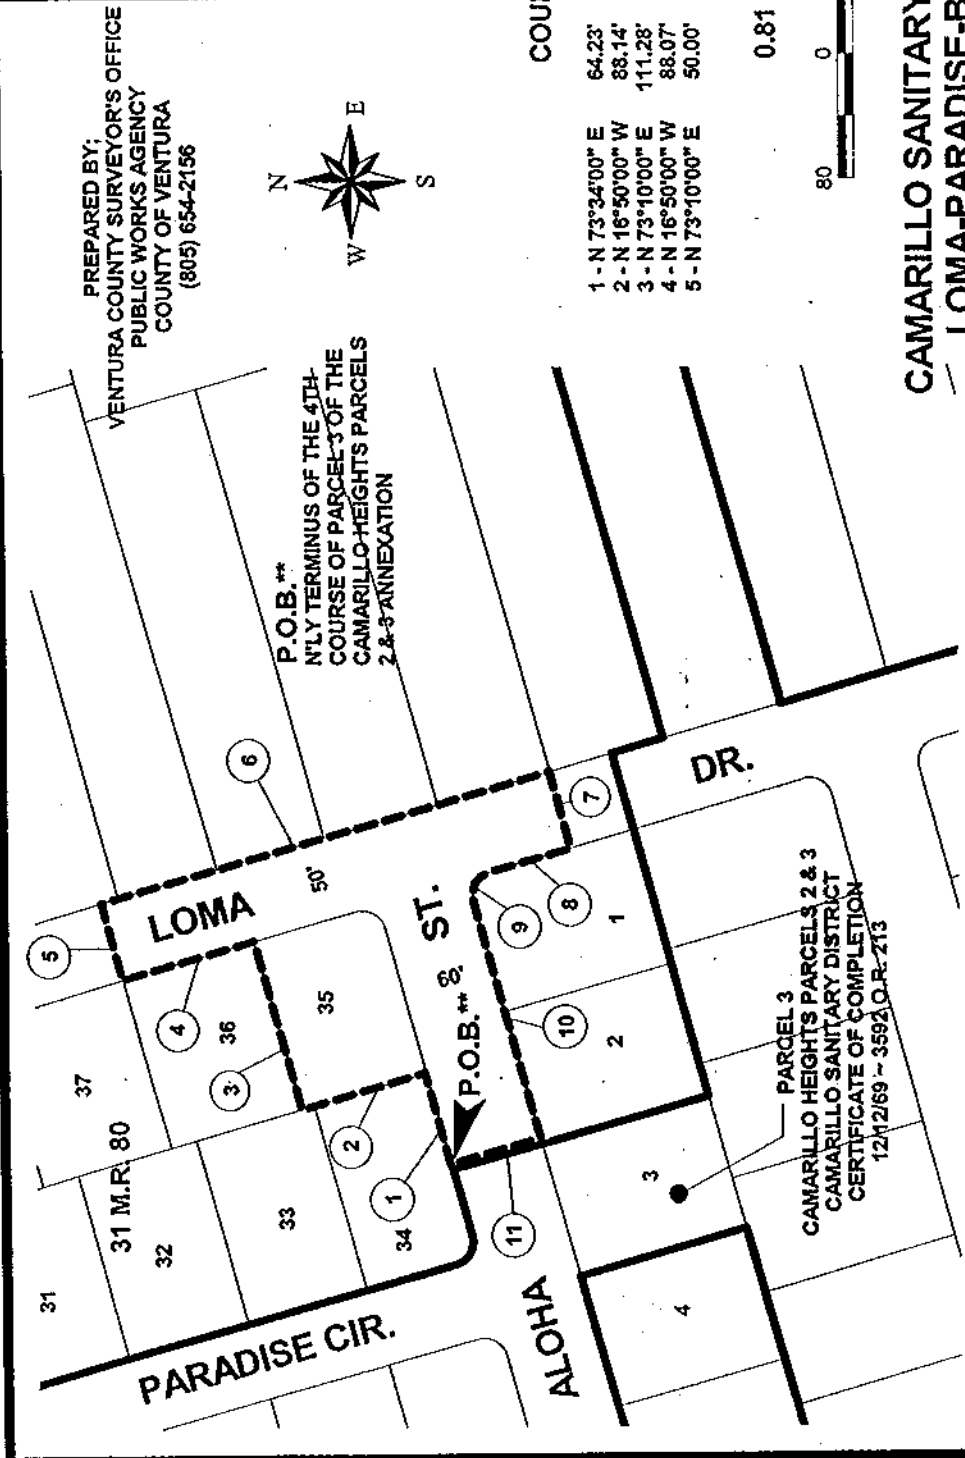 PREPARED BY;
VENTURA COUNTY SURVEYOR'S OFFICE
PUBLIC WORKS AGENCY
COUNTY OF VENTURA
(805) 654-2156
N
W
E
S
P.O.B.**
N'LY TERMINUS OF THE 4TH
COURSE OF PARCEL 3 OF THE
CAMARILLO HEIGHTS PARCELS
2 & 3 ANNEXATION
COU
1 - N 73°34'00" E 64.23'
2 - N 16°50'00" W 88.14'
3 - N 73°10'00" E 111.28'
4 - N 16°50'00" W 88.07'
5 - N 73°10'00" E 50.00'
0.81
80
0
CAMARILLO SANITARY
LOMA-PARADISE-
31
32
33
34
37
36
35
31 M.R. 80
5
4
3
2
1
6
50'
LOMA
DR.
P.O.B.** &
ST.
ALOHA
PARADISE CIR.
7
8
9
10
11
1
2
3
4
PARCEL 3
CAMARILLO HEIGHTS PARCELS 2 & 3
CAMARILLO SANITARY DISTRICT
CERTIFICATE OF COMPLETION
12/12/69 ~ 3592 O.R. 213